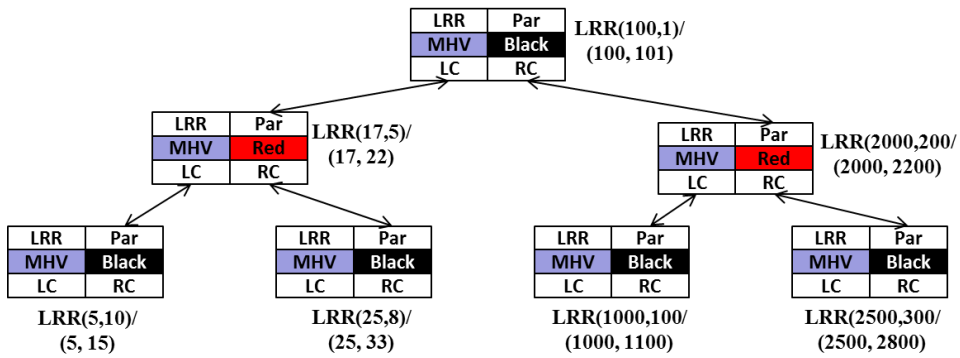 LRR Par
MHV Black
LC RC
LRR(100,1)/
(100, 101)
LRR Par
MHV Red
LC RC
LRR(17,5)/
(17, 22)
LRR Par
MHV Red
LC RC
LRR(2000,200/
(2000, 2200)
LRR Par
MHV Black
LC RC
LRR(5,10)/
(5, 15)
LRR Par
MHV Black
LC RC
LRR(25,8)/
(25, 33)
LRR Par
MHV Black
LC RC
LRR(1000,100/
(1000, 1100)
LRR Par
MHV Black
LC RC
LRR(2500,300/
(2500, 2800)